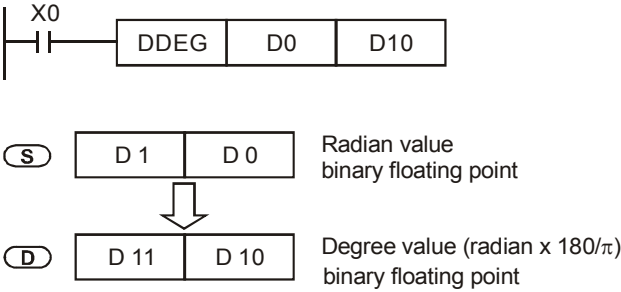 X0
DDEG D0 D10
S D 1 D 0 Radian value
binary floating point
D D 11 D 10 Degree value (radian x 180/π)
binary floating point